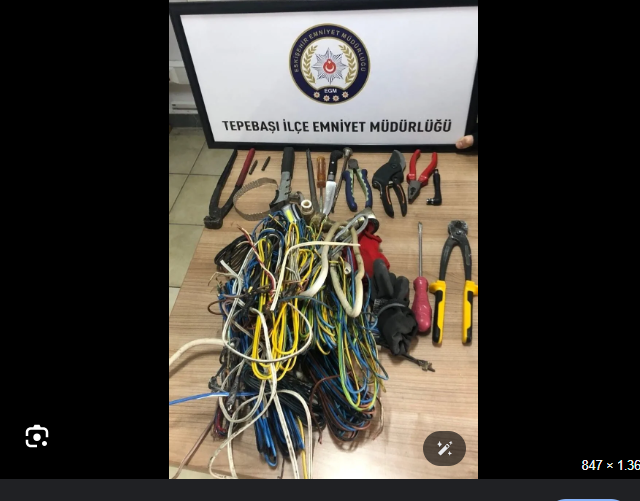 ESKİŞEHİR EMNİYET MÜDÜRLÜĞÜ
EGM
TEPEBAŞI İLÇE EMNİYET MÜDÜRLÜĞÜ
847 × 1.36